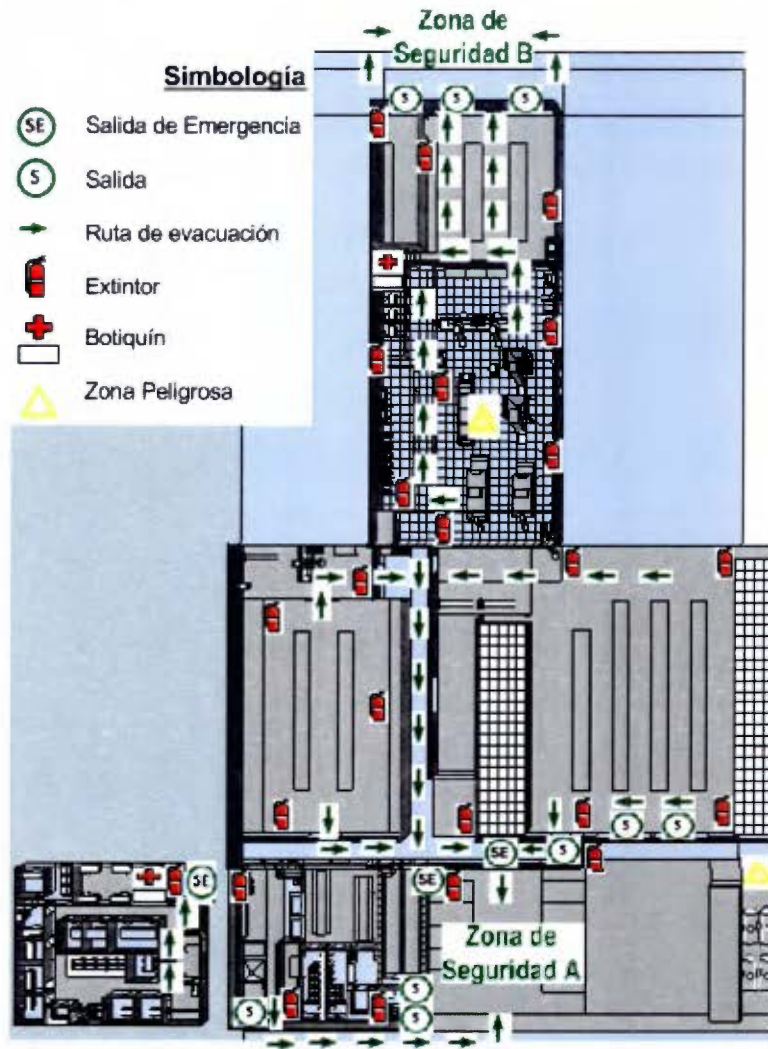 Zona de
Seguridad B
Simbología
SE Salida de Emergencia
S Salida
Ruta de evacuación
Extintor
Botiquín
Zona Peligrosa
S
S
S
S
S
SE
S
SE
SE
Zona de
Seguridad A
S
S
S